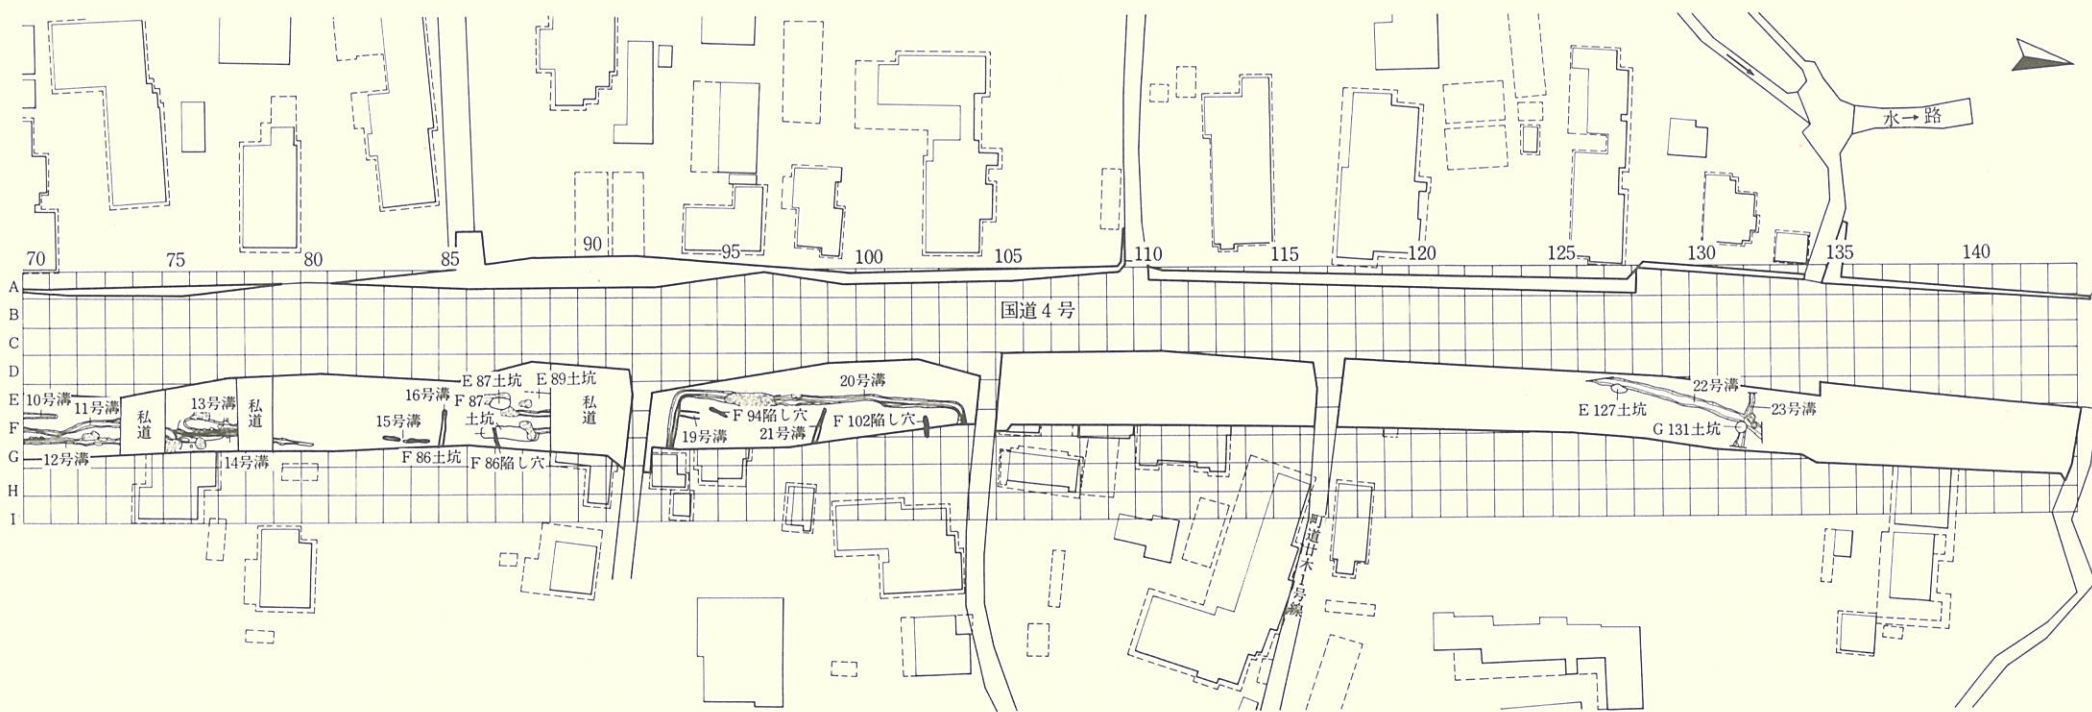 水→路
70 75 80 85 90 95 100 105 110 115 120 125 130 135 140
A
B
C
D
E
F
G
H
I
国道4号
10号溝
11号溝
12号溝
私道
13号溝
14号溝
私道
15号溝
16号溝
F 86土坑
E 87土坑
F 87
土坑
E 89土坑
F 86陥し穴
私道
19号溝
F 94陥し穴
20号溝
21号溝
F 102陥し穴
22号溝
E 127土坑
23号溝
G 131土坑
町道廿木1号線